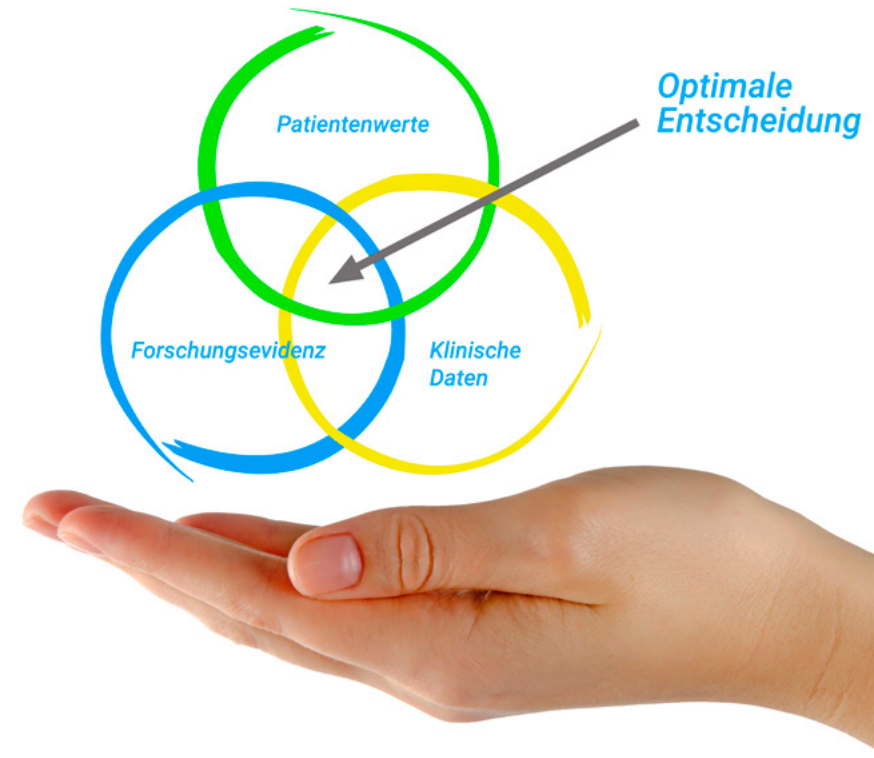 Patientenwerte
Optimale
Entscheidung
Forschungsevidenz
Klinische
Daten